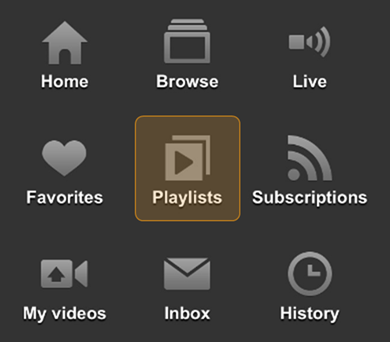 Home Browse Live
Favorites Playlists Subscriptions
My videos Inbox History